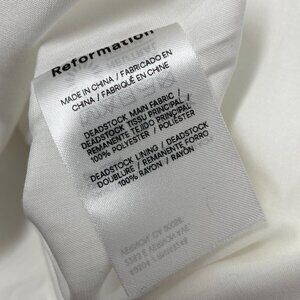 Reformation
MADE IN CHINA / FABRICADO EN
CHINA / FABRIQUÉ EN CHINE
DEADSTOCK MAIN FABRIC /
DEADSTOCK TISSU PRINCIPAL /
REMANENTE TEJIDO PRINCIPAL
100% POLYESTER / POLIÉSTER
DEADSTOCK LINING / DEADSTOCK
DOUBLURE / REMANENTE FORRO
100% RAYON / RAYÓN